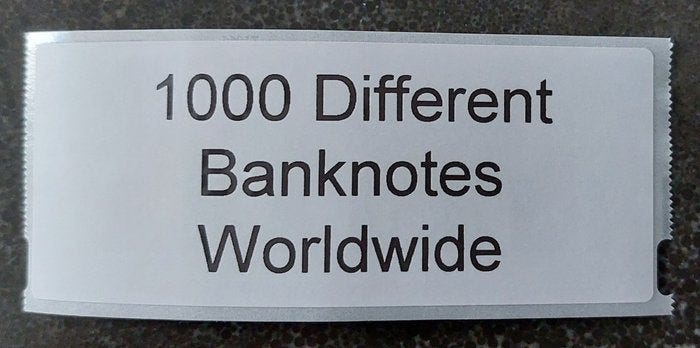 1000 Different
Banknotes
Worldwide